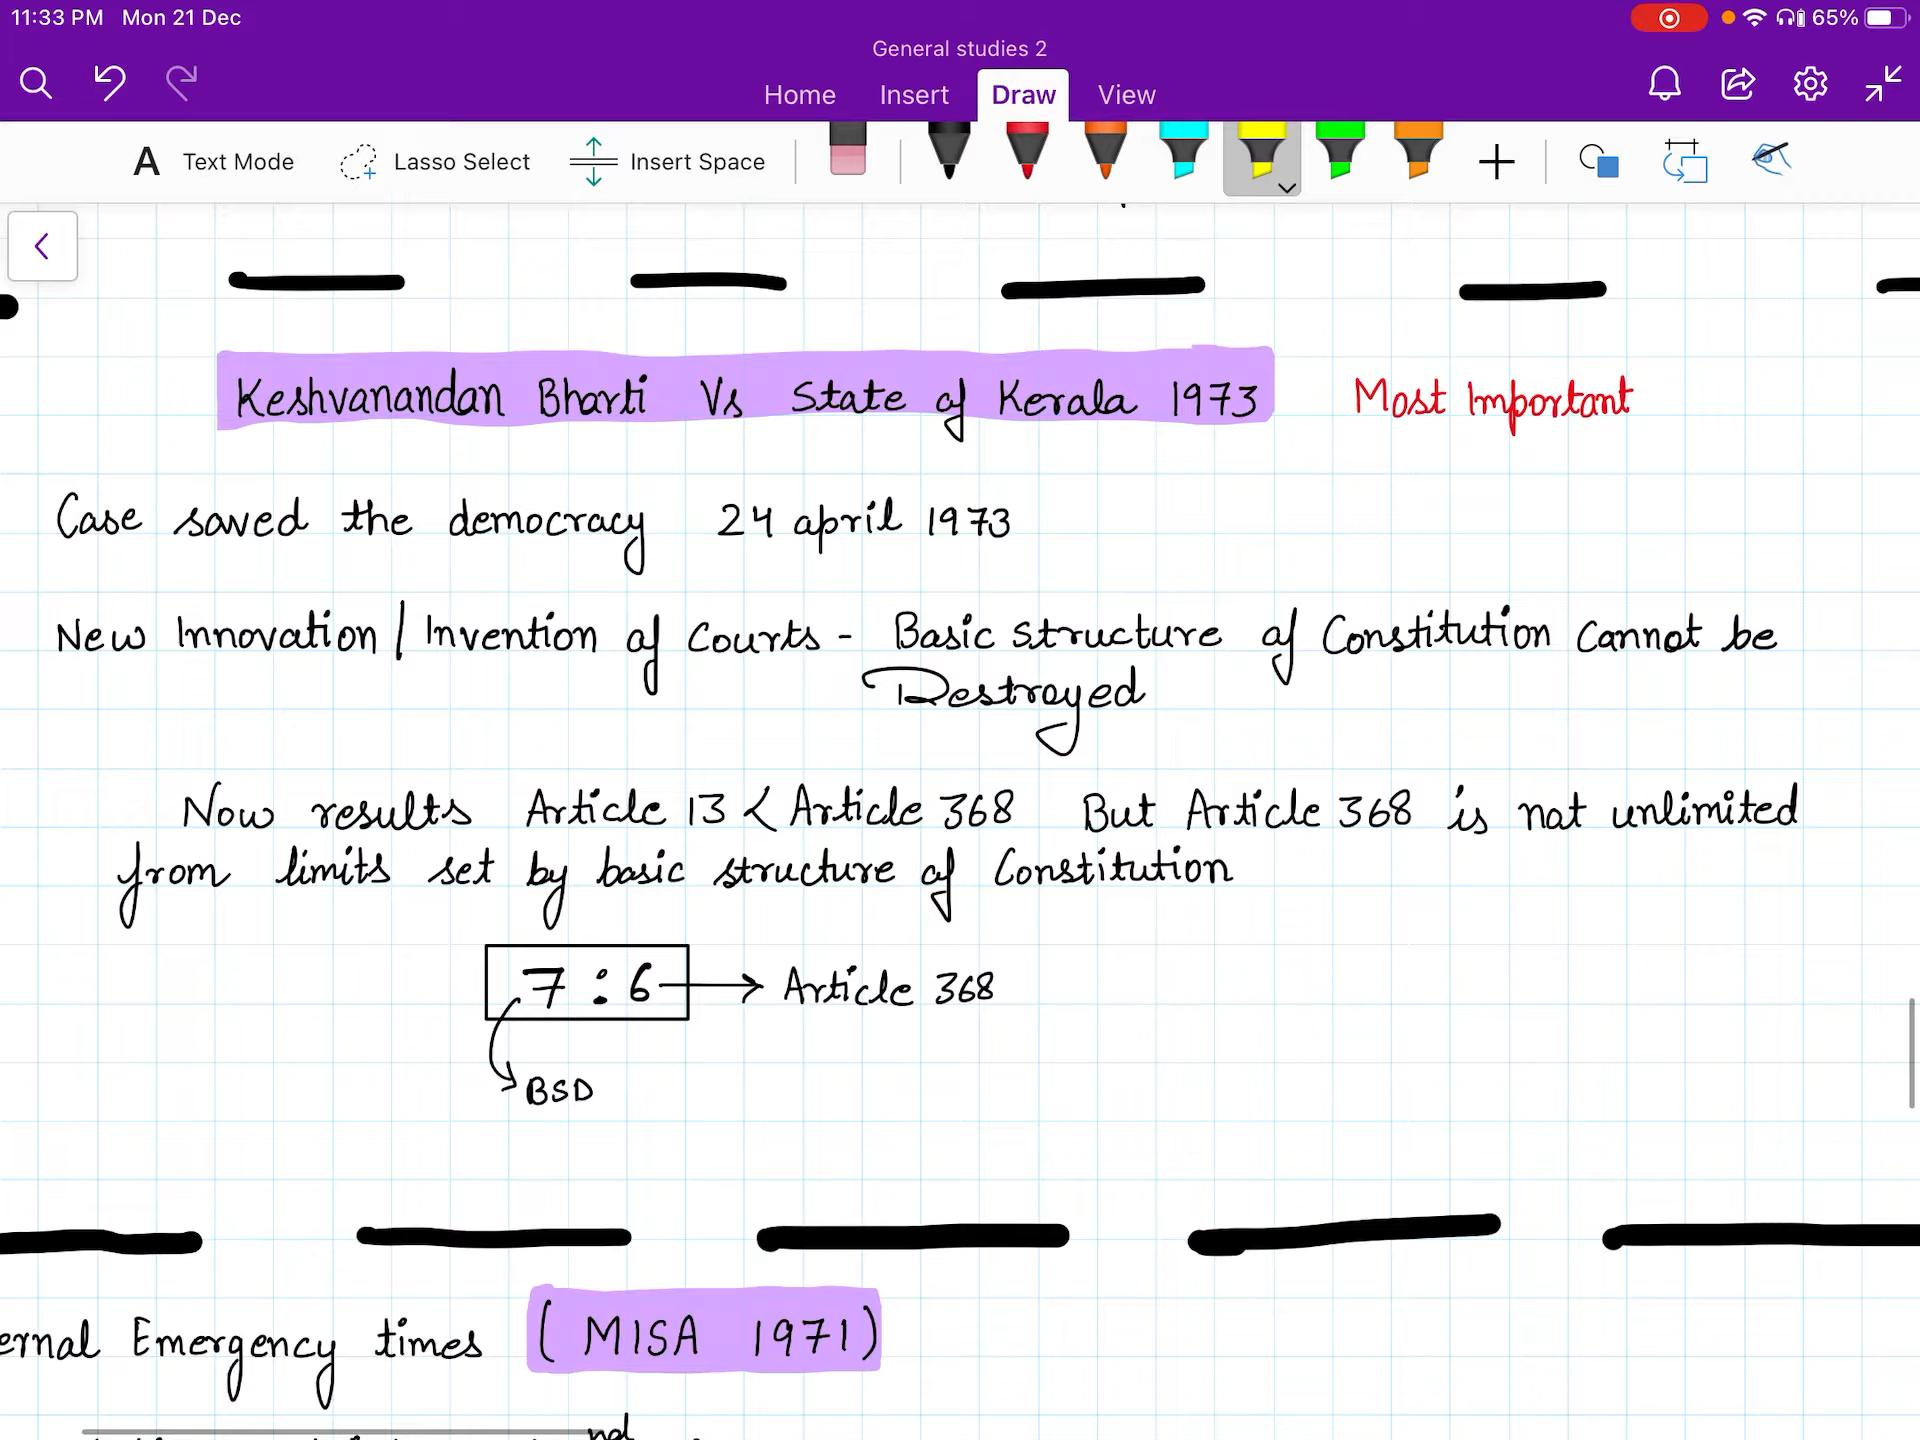 11:33 PM Mon 21 Dec
65%
General studies 2
Home Insert Draw View
A Text Mode Lasso Select Insert Space
Keshvanandan Bharti Vs State of Kerala 1973 Most Important
Case saved the democracy 24 april 1973
New Innovation / Invention of Courts - Basic structure of Constitution Cannot be
Destroyed
Now results Article 13 < Article 368 But Article 368 is not unlimited
from limits set by basic structure of Constitution
7 : 6 → Article 368
BSD
ernal Emergency times (MISA 1971)
not